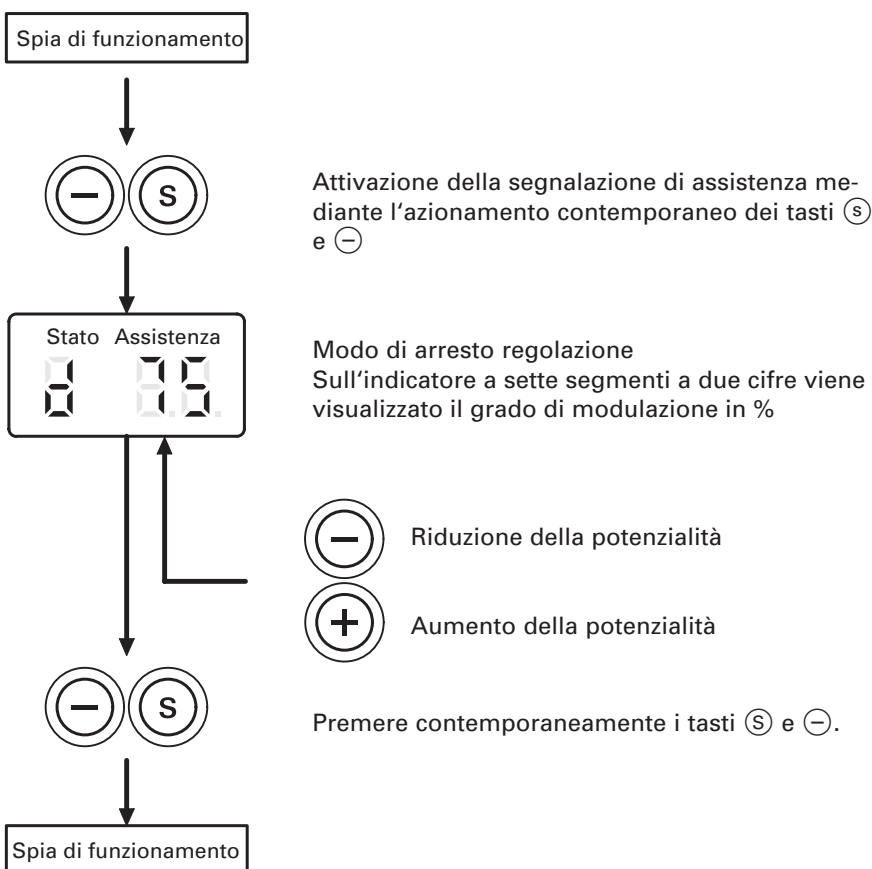 Spia di funzionamento
− S
Attivazione della segnalazione di assistenza me-
diante l‘azionamento contemporaneo dei tasti Ⓢ
e ⊖
Stato Assistenza
d 75
Modo di arresto regolazione
Sull‘indicatore a sette segmenti a due cifre viene
visualizzato il grado di modulazione in %
− Riduzione della potenzialità
+ Aumento della potenzialità
− S
Premere contemporaneamente i tasti Ⓢ e ⊖.
Spia di funzionamento